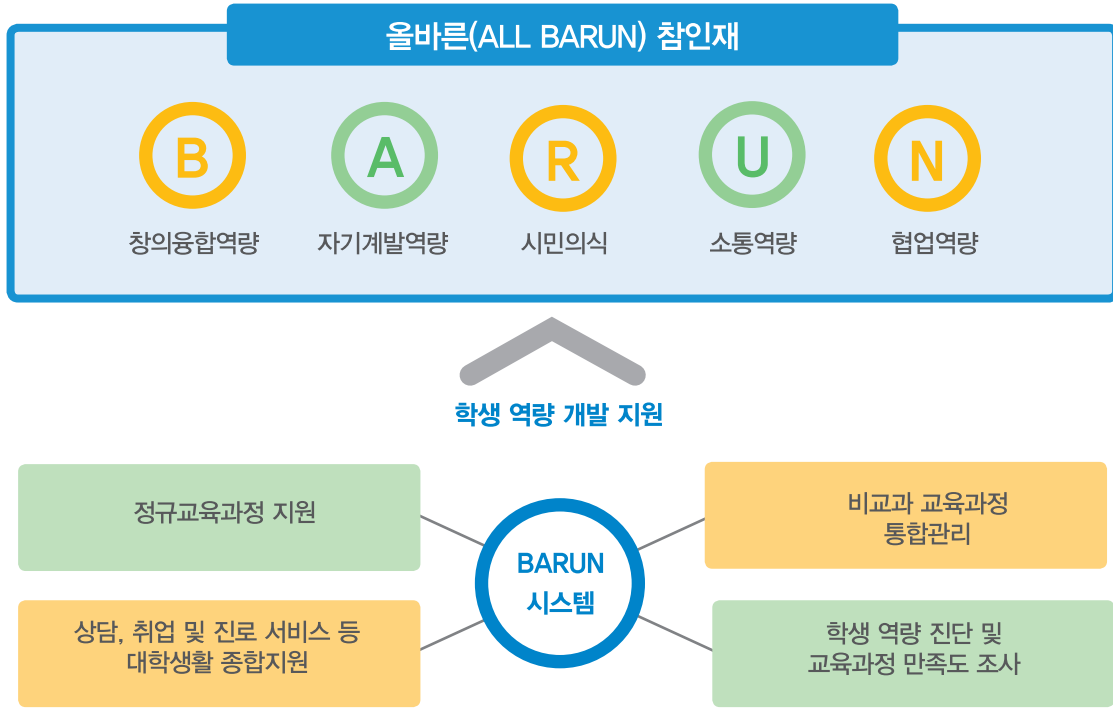 올바른(ALL BARUN) 참인재
B
A
R
U
N
창의융합역량
자기계발역량
시민의식
소통역량
협업역량
학생 역량 개발 지원
정규교육과정 지원
비교과 교육과정
통합관리
BARUN
시스템
상담, 취업 및 진로 서비스 등
대학생활 종합지원
학생 역량 진단 및
교육과정 만족도 조사